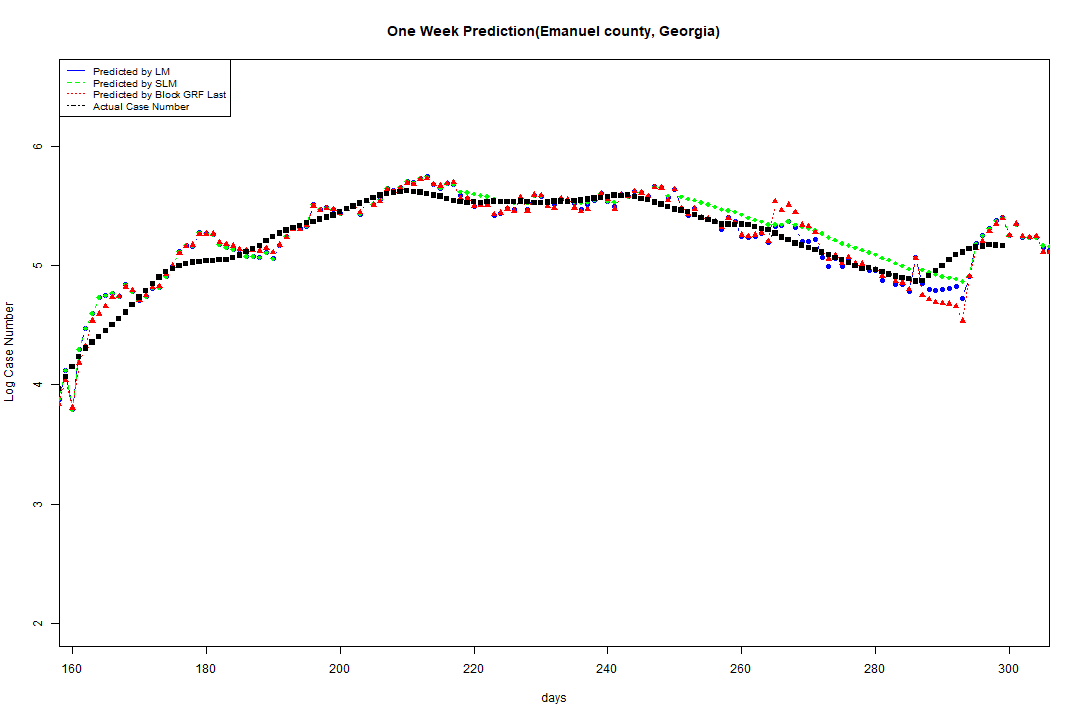 One Week Prediction(Emanuel county, Georgia)
Predicted by LM
Predicted by SLM
Predicted by Block GRF Last
Actual Case Number
Log Case Number
6
5
4
3
2
160 180 200 220 240 260 280 300
days